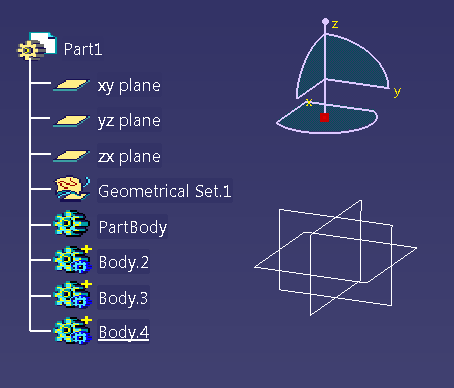 Part1
xy plane
yz plane
zx plane
Geometrical Set.1
PartBody
Body.2
Body.3
Body.4
z
y
x